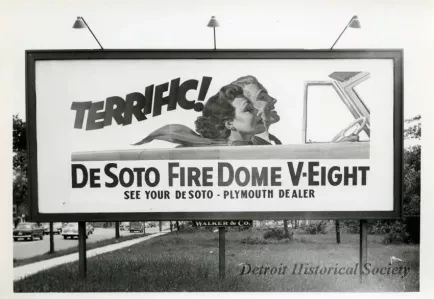 TERRIFIC!
DE SOTO FIRE DOME V-EIGHT
SEE YOUR DE SOTO - PLYMOUTH DEALER
WALKER & CO.
Detroit Historical Society